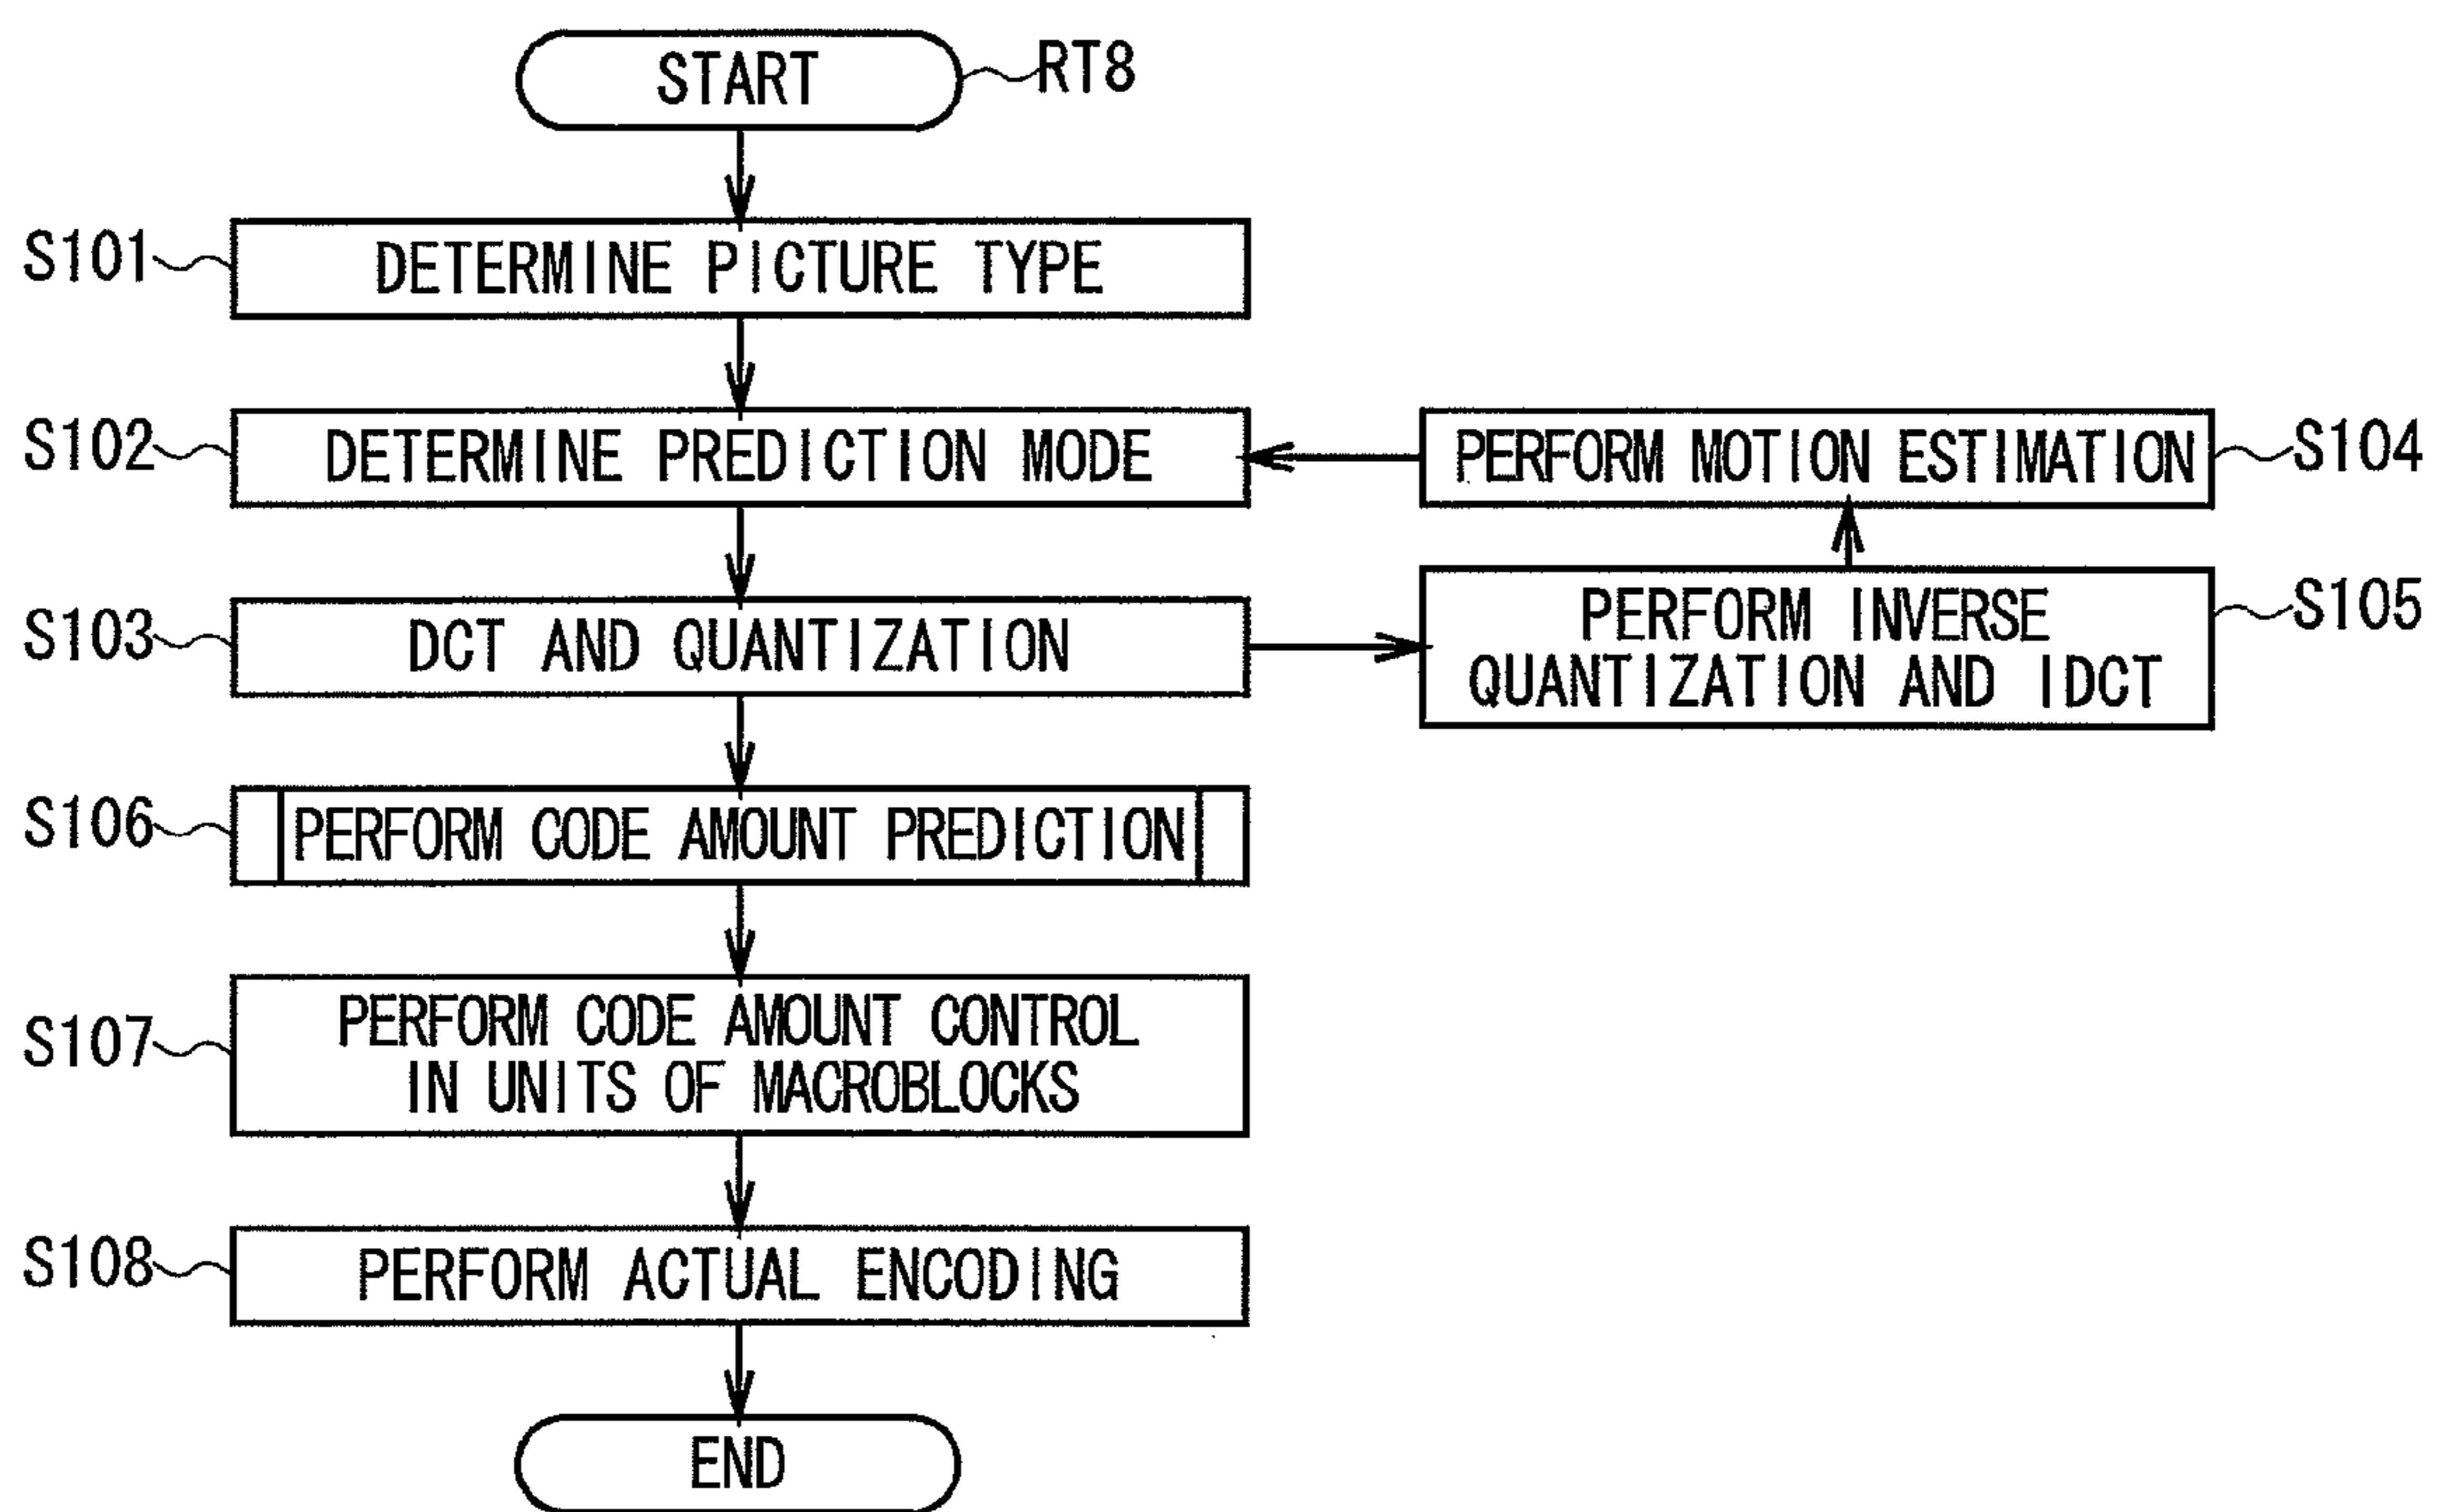 START
RT8
S101
DETERMINE PICTURE TYPE
S102
DETERMINE PREDICTION MODE
PERFORM MOTION ESTIMATION
S104
S103
DCT AND QUANTIZATION
PERFORM INVERSE
QUANTIZATION AND IDCT
S105
S106
PERFORM CODE AMOUNT PREDICTION
S107
PERFORM CODE AMOUNT CONTROL
IN UNITS OF MACROBLOCKS
S108
PERFORM ACTUAL ENCODING
END